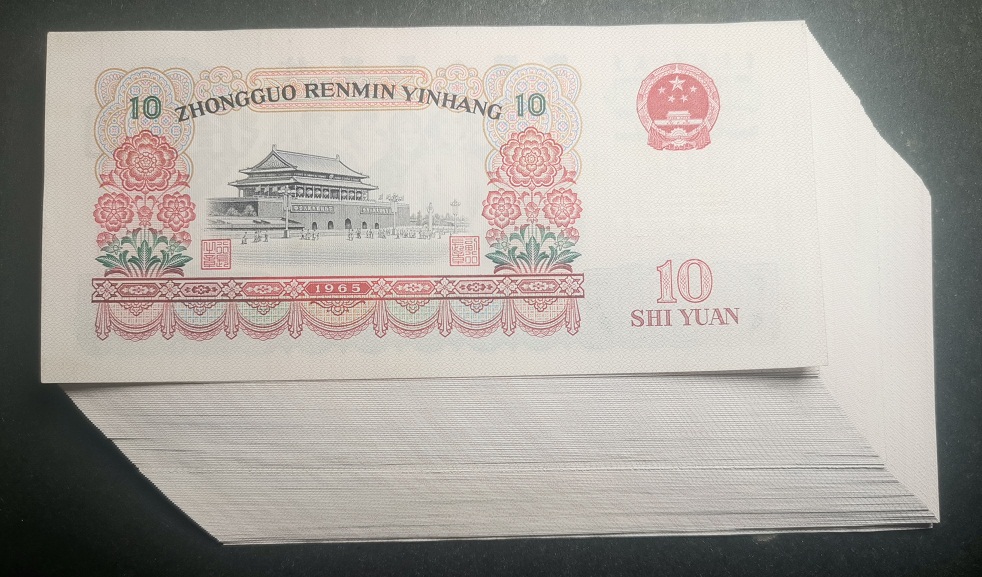 10 ZHONGGUO RENMIN YINHANG 10
1965
10
SHI YUAN